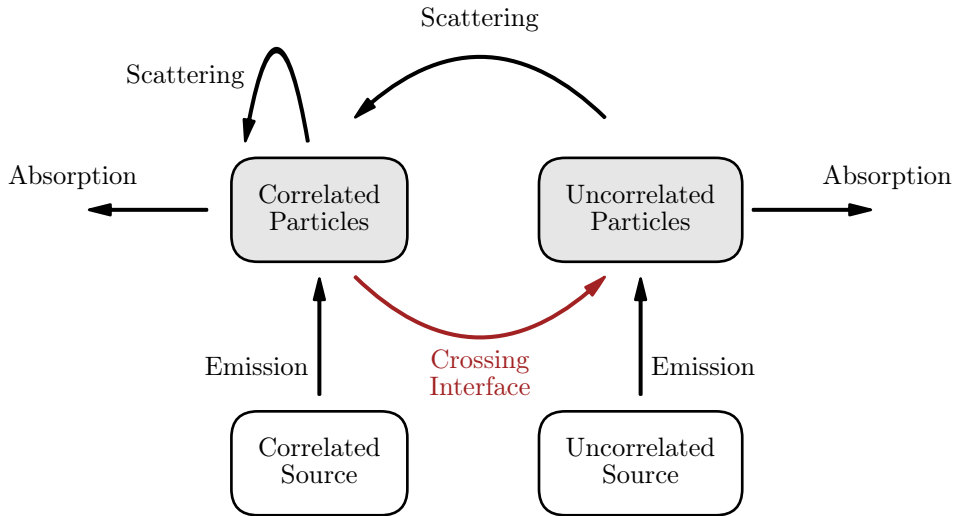 Scattering
Scattering
Absorption
Correlated
Particles
Uncorrelated
Particles
Absorption
Emission
Crossing
Interface
Emission
Correlated
Source
Uncorrelated
Source